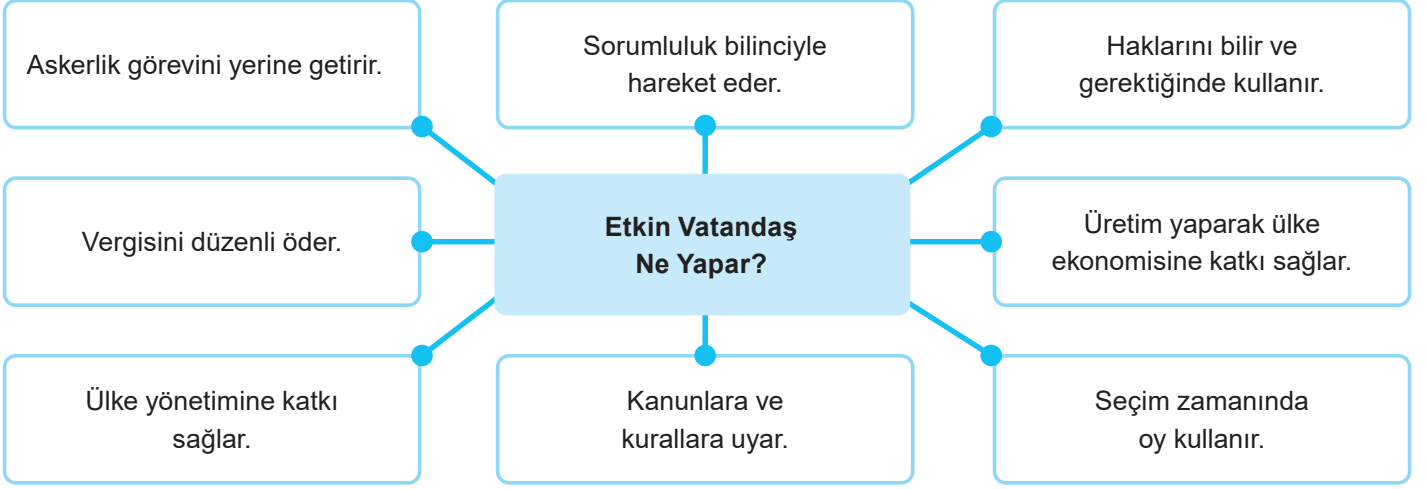 Askerlik görevini yerine getirir.
Sorumluluk bilinciyle
hareket eder.
Haklarını bilir ve
gerektiğinde kullanır.
Vergisini düzenli öder.
Etkin Vatandaş
Ne Yapar?
Üretim yaparak ülke
ekonomisine katkı sağlar.
Ülke yönetimine katkı
sağlar.
Kanunlara ve
kurallara uyar.
Seçim zamanında
oy kullanır.